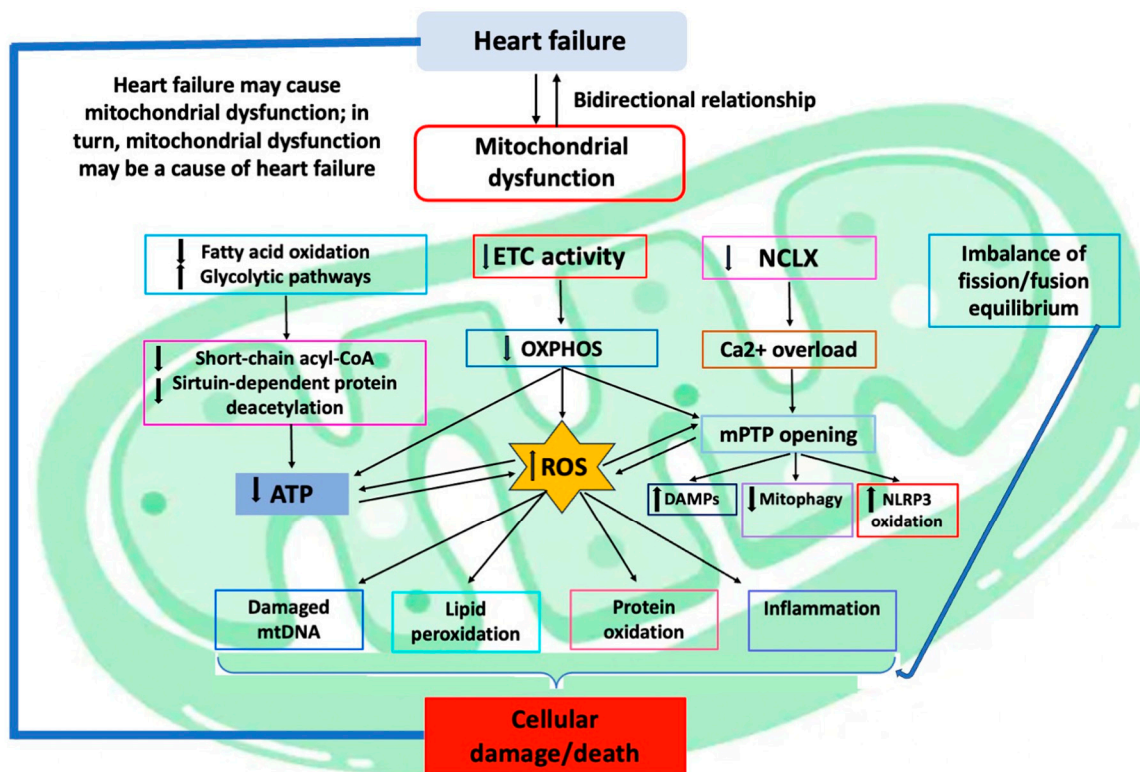 Heart failure
Heart failure may cause
mitochondrial dysfunction; in
turn, mitochondrial dysfunction
may be a cause of heart failure
Bidirectional relationship
Mitochondrial
dysfunction
↓ Fatty acid oxidation
↑ Glycolytic pathways
↓ETC activity
↓ NCLX
Imbalance of
fission/fusion
equilibrium
↓ Short-chain acyl-CoA
↓ Sirtuin-dependent protein
deacetylation
↓ OXPHOS
Ca2+ overload
mPTP opening
↓ ATP
↑ROS
↑ DAMPs
↓ Mitophagy
↑ NLRP3
oxidation
Damaged
mtDNA
Lipid
peroxidation
Protein
oxidation
Inflammation
Cellular
damage/death